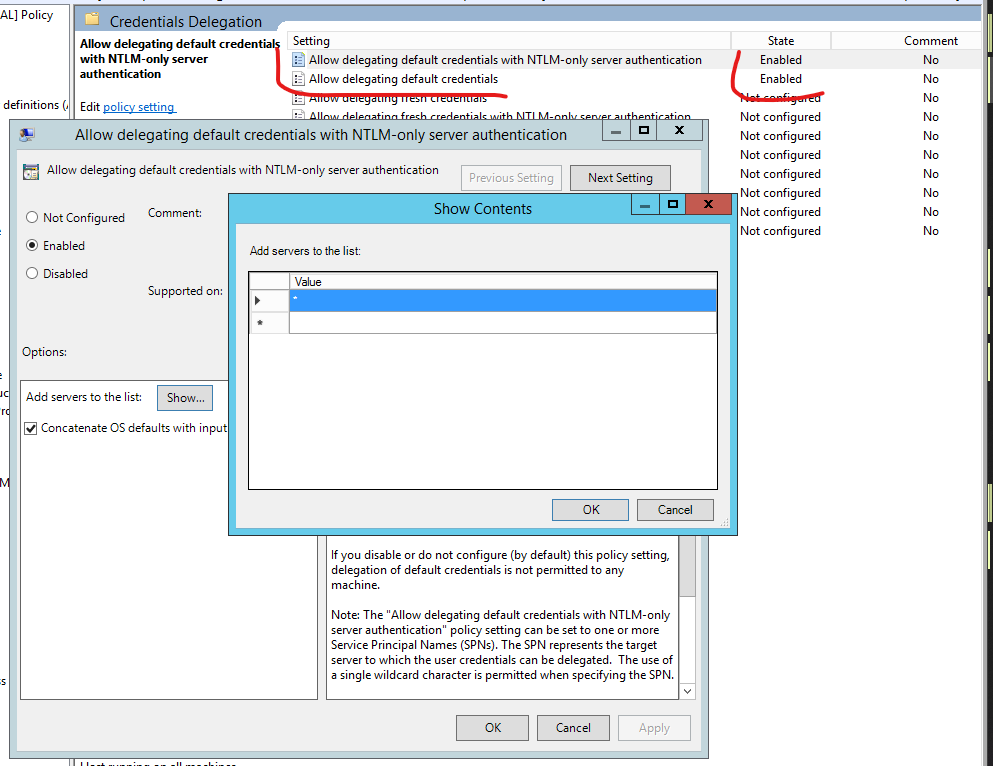 AL] Policy
definitions (
Credentials Delegation
Allow delegating default credentials
with NTLM-only server
authentication
Edit policy setting
Setting State Comment
Allow delegating default credentials with NTLM-only server authentication Enabled No
Allow delegating default credentials Enabled No
Allow delegating fresh credentials Not configured No
Allow delegating fresh credentials with NTLM-only server authentication Not configured No
Not configured No
Not configured No
Not configured No
Not configured No
Not configured No
Not configured No
Allow delegating default credentials with NTLM-only server authentication
Allow delegating default credentials with NTLM-only server authentication
Previous Setting Next Setting
Not Configured Comment:
Enabled
Disabled
Supported on:
Options:
Add servers to the list: Show...
Concatenate OS defaults with input
Show Contents
Add servers to the list:
Value
*
*
OK Cancel
If you disable or do not configure (by default) this policy setting,
delegation of default credentials is not permitted to any
machine.
Note: The "Allow delegating default credentials with NTLM-only
server authentication" policy setting can be set to one or more
Service Principal Names (SPNs). The SPN represents the target
server to which the user credentials can be delegated. The use of
a single wildcard character is permitted when specifying the SPN.
OK Cancel Apply